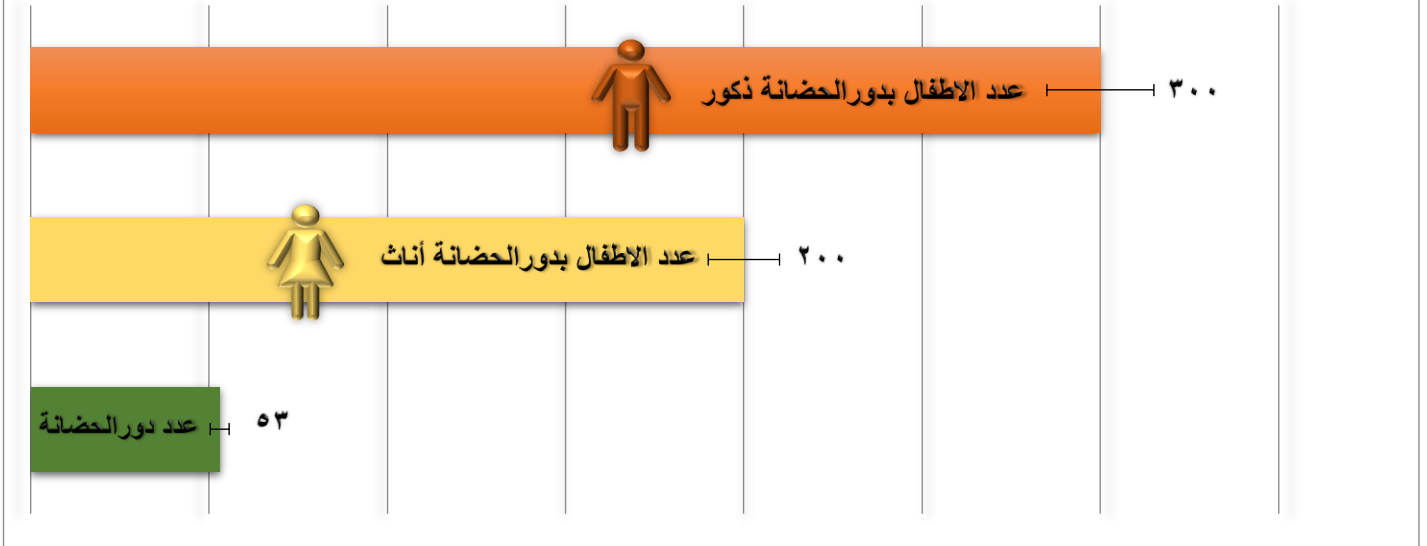 عدد الاطفال بدورالحضانة ذكور ٣٠٠
عدد الاطفال بدورالحضانة أناث ٢٠٠
عدد دورالحضانة ٥٣